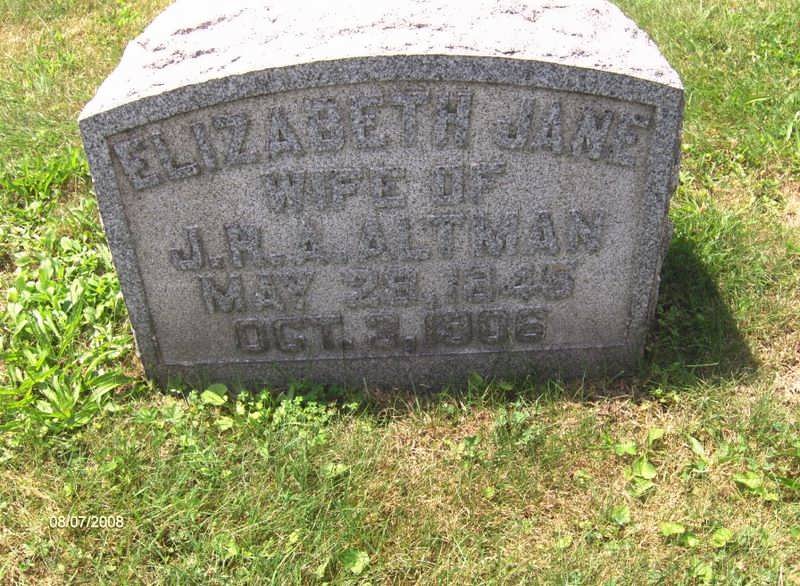 ELIZABETH JANE
WIFE OF
J. H. A. ALTMAN
MAY 29, 1845
OCT. 3, 1906
08/07/2008